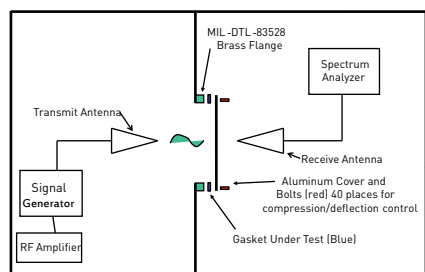 MIL-DTL-83528
Brass Flange
Spectrum
Analyzer
Transmit Antenna
Receive Antenna
Signal
Generator
RF Amplifier
Aluminum Cover and
Bolts (red) 40 places for
compression/deflection control
Gasket Under Test (Blue)